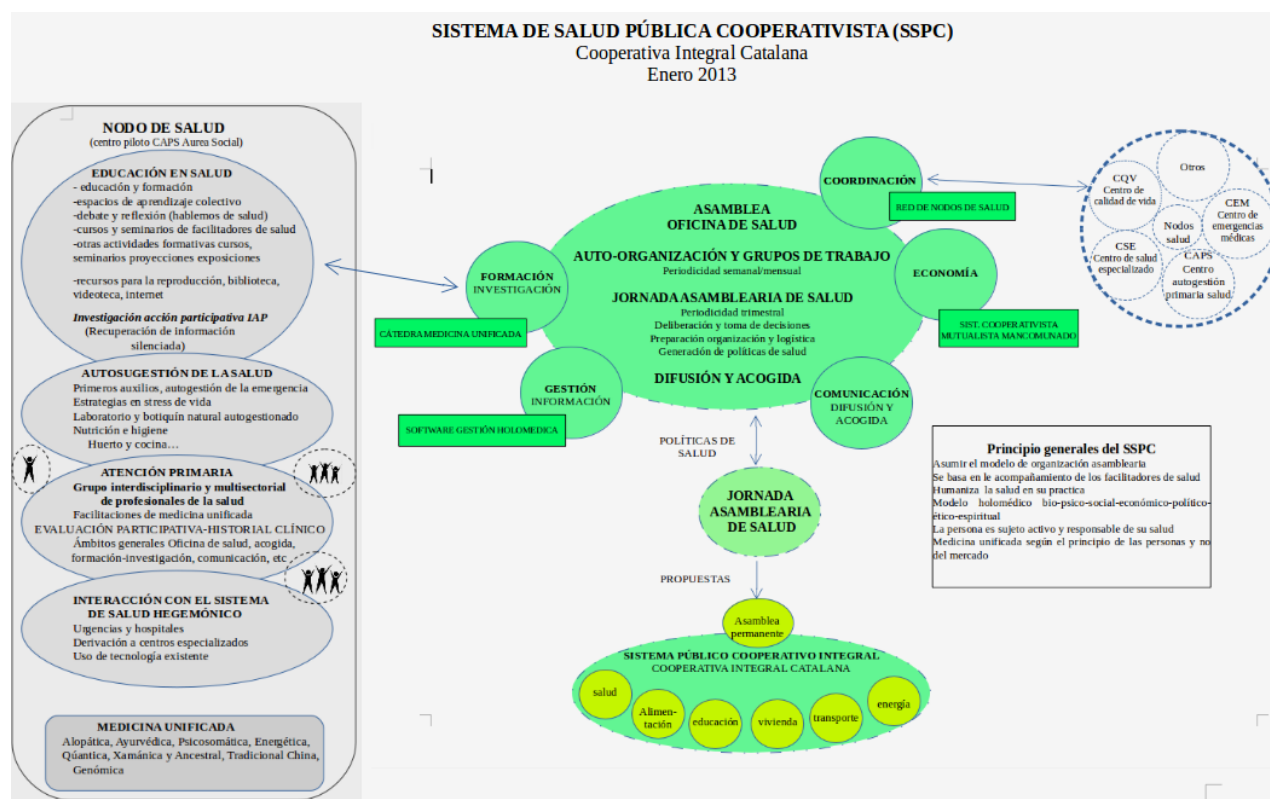 SISTEMA DE SALUD PÚBLICA COOPERATIVISTA (SSPC)
Cooperativa Integral Catalana
Enero 2013
NODO DE SALUD
(centro piloto CAPS Aurea Social)
EDUCACIÓN EN SALUD
- educación y formación
-espacios de aprendizaje colectivo
-debate y reflexión (hablemos de salud)
-cursos y seminarios de facilitadores de salud
-otras actividades formativas cursos,
seminarios proyecciones exposiciones
-recursos para la reproducción, biblioteca,
videoteca, internet
Investigación acción participativa IAP
(Recuperación de información
silenciada)
AUTOSUGESTIÓN DE LA SALUD
Primeros auxilios, autogestión de la emergencia
Estrategias en stress de vida
Laboratorio y botiquín natural autogestionado
Nutrición e higiene
Huerto y cocina…
ATENCIÓN PRIMARIA
Grupo interdisciplinario y multisectorial
de profesionales de la salud
Facilitaciones de medicina unificada
EVALUACIÓN PARTICIPATIVA-HISTORIAL CLÍNICO
Ámbitos generales Oficina de salud, acogida,
formación-investigación, comunicación, etc
INTERACCIÓN CON EL SISTEMA
DE SALUD HEGEMÓNICO
Urgencias y hospitales
Derivación a centros especializados
Uso de tecnología existente
MEDICINA UNIFICADA
Alopática, Ayurvédica, Psicosomática, Energética,
Qúantica, Xamánica y Ancestral, Tradicional China,
Genómica
ASAMBLEA
OFICINA DE SALUD
AUTO-ORGANIZACIÓN Y GRUPOS DE TRABAJO
Periodicidad semanal/mensual
JORNADA ASAMBLEARIA DE SALUD
Periodicidad trimestral
Deliberación y toma de decisiones
Preparación organización y logística
Generación de políticas de salud
DIFUSIÓN Y ACOGIDA
COORDINACIÓN
RED DE NODOS DE SALUD
FORMACIÓN
INVESTIGACIÓN
CÁTEDRA MEDICINA UNIFICADA
ECONOMÍA
SIST. COOPERATIVISTA
MUTUALISTA MANCOMUNADO
GESTIÓN
INFORMACIÓN
SOFTWARE GESTIÓN HOLOMEDICA
COMUNICACIÓN
DIFUSIÓN Y
ACOGIDA
CQV
Centro de
calidad de vida
Otros
CEM
Centro de
emergencias
médicas
Nodos
salud
CSE
Centro de salud
especializado
CAPS
Centro
autogestión
primaria salud
POLÍTICAS DE
SALUD
JORNADA
ASAMBLEARIA
DE SALUD
PROPUESTAS
Asamblea
permanente
SISTEMA PÚBLICO COOPERATIVO INTEGRAL
COOPERATIVA INTEGRAL CATALANA
salud
Alimen-
tación
educación
vivienda
transporte
energía
Principio generales del SSPC
Asumir el modelo de organización asamblearia
Se basa en le acompañamiento de los facilitadores de salud
Humaniza la salud en su practica
Modelo holomédico bio-psico-social-económico-político-
ético-espiritual
La persona es sujeto activo y responsable de su salud
Medicina unificada según el principio de las personas y no
del mercado